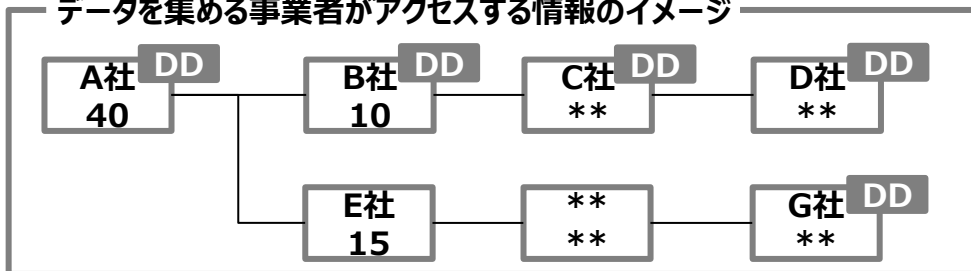 データを集める事業者がアクセスする情報のイメージ
A社 DD
40
B社 DD
10
C社 DD
**
D社 DD
**
E社
15
**
**
G社 DD
**